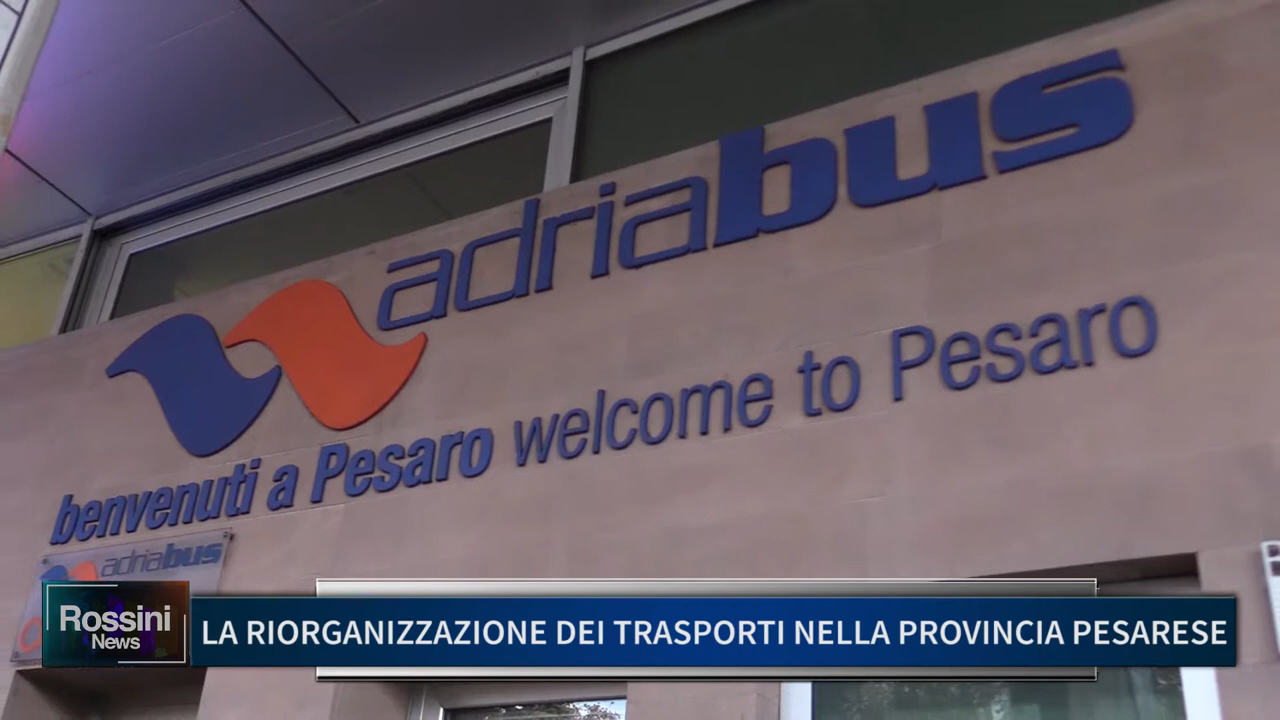 adriabus
benvenuti a Pesaro welcome to Pesaro
adriabus
Rossini
News
LA RIORGANIZZAZIONE DEI TRASPORTI NELLA PROVINCIA PESARESE